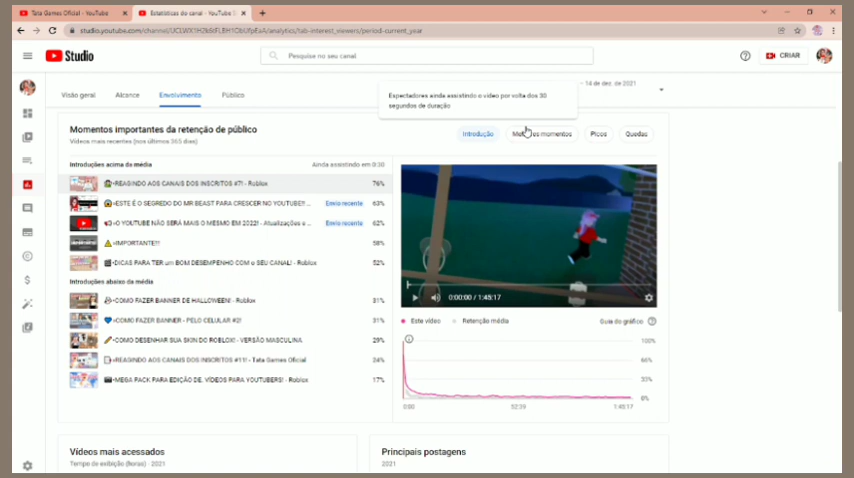 Tata Games Oficial - YouTube
Estatísticas do canal - YouTube S
studio.youtube.com/channel/UCLWX1HZkStFLBH1ObUfpExA/analytics/tab-interest_viewers/period-current_year
Studio
Pesquise no seu canal
CRIAR
Visão geral
Alcance
Envolvimento
Público
Espectadores ainda assistindo o vídeo por volta dos 30
segundos de duração
– 14 de dez. de 2021
Momentos importantes da retenção de público
Vídeos mais recentes (nos últimos 365 dias)
Introdução
momentos
Picos
Quedas
Introduções acima da média
Ainda assistindo em 0:30
•REAGINDO AOS CANAIS DOS INSCRITOS #7! - Roblox 76%
•ESTE É O SEGREDO DO MR BEAST PARA CRESCER NO YOUTUBE!! ... Envio recente 63%
•O YOUTUBE NÃO SERÁ MAIS O MESMO EM 2022! - Atualizações e ... Envio recente 62%
•IMPORTANTE!!! 58%
•DICAS PARA TER um BOM DESEMPENHO com o SEU CANAL! - Roblox 52%
Introduções abaixo da média
•COMO FAZER BANNER DE HALLOWEEN! - Roblox 31%
•COMO FAZER BANNER - PELO CELULAR #2! 31%
•COMO DESENHAR SUA SKIN DO ROBLOX! - VERSÃO MASCULINA 29%
•REAGINDO AOS CANAIS DOS INSCRITOS #11! - Tata Games Oficial 24%
•MEGA PACK PARA EDIÇÃO DE. VÍDEOS PARA YOUTUBERS! - Roblox 17%
0:00:00 / 1:45:17
Este vídeo
Retenção média
Guia do gráfico
100%
66%
33%
0%
0:00
52:39
1:45:17
Vídeos mais acessados
Tempo de exibição (horas) · 2021
Principais postagens
2021